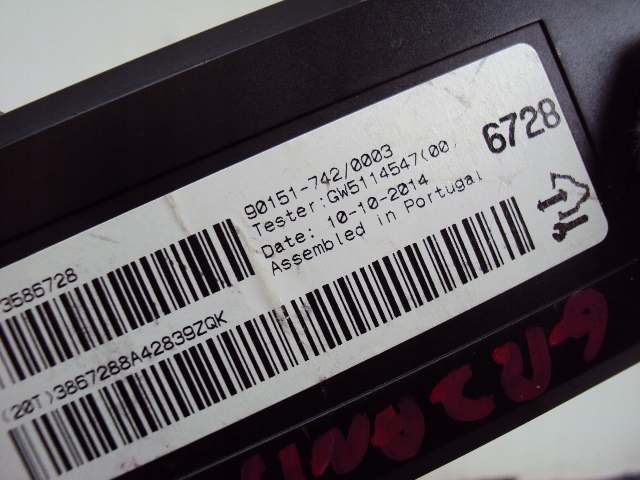 6728
90151-742/0003
Tester:GW5114547(00
Date: 10-10-2014
Assembled in Portugal
3586728
(20T)3867288A42839ZQK